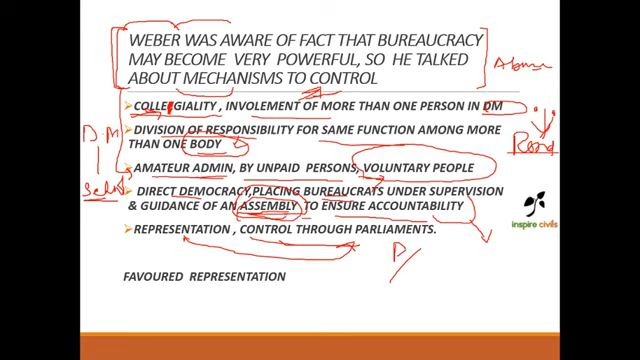 WEBER WAS AWARE OF FACT THAT BUREAUCRACY
MAY BECOME VERY POWERFUL, SO HE TALKED
ABOUT MECHANISMS TO CONTROL
COLLEGIALITY , INVOLEMENT OF MORE THAN ONE PERSON IN DM
DIVISION OF RESPONSIBILITY FOR SAME FUNCTION AMONG MORE
THAN ONE BODY
D.M
AMATEUR ADMIN, BY UNPAID PERSONS, VOLUNTARY PEOPLE
DIRECT DEMOCRACY,PLACING BUREAUCRATS UNDER SUPERVISION
& GUIDANCE OF AN ASSEMBLY TO ENSURE ACCOUNTABILITY
inspire civils
REPRESENTATION , CONTROL THROUGH PARLIAMENTS.
P
FAVOURED REPRESENTATION